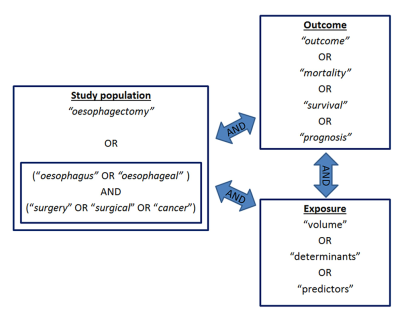 Study population
"oesophagectomy"
OR
("oesophagus" OR "oesophageal" )
AND
("surgery" OR "surgical" OR "cancer")
AND
AND
Outcome
"outcome"
OR
"mortality"
OR
"survival"
OR
"prognosis"
AND
Exposure
"volume"
OR
"determinants"
OR
"predictors"